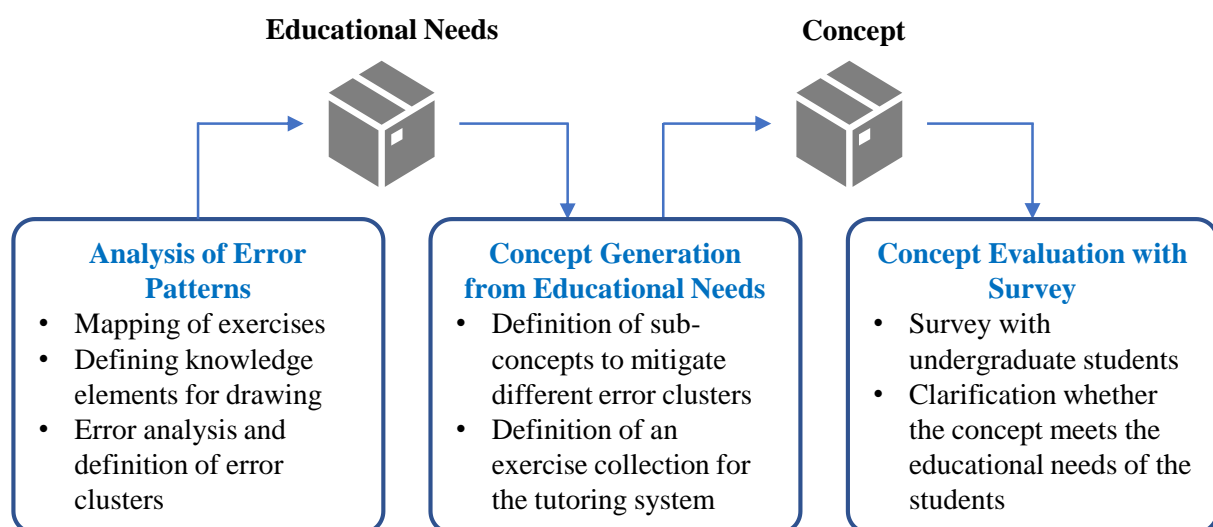 Educational Needs
Concept
Analysis of Error
Patterns
• Mapping of exercises
• Defining knowledge
elements for drawing
• Error analysis and
definition of error
clusters
Concept Generation
from Educational Needs
• Definition of sub-
concepts to mitigate
different error clusters
• Definition of an
exercise collection for
the tutoring system
Concept Evaluation with
Survey
• Survey with
undergraduate students
• Clarification whether
the concept meets the
educational needs of the
students